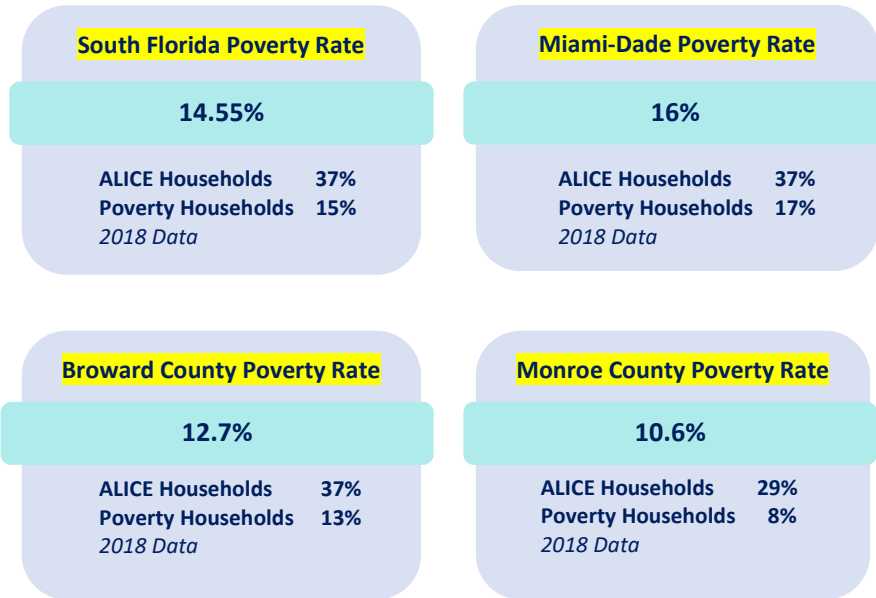 South Florida Poverty Rate
14.55%
ALICE Households 37%
Poverty Households 15%
2018 Data
Miami-Dade Poverty Rate
16%
ALICE Households 37%
Poverty Households 17%
2018 Data
Broward County Poverty Rate
12.7%
ALICE Households 37%
Poverty Households 13%
2018 Data
Monroe County Poverty Rate
10.6%
ALICE Households 29%
Poverty Households 8%
2018 Data